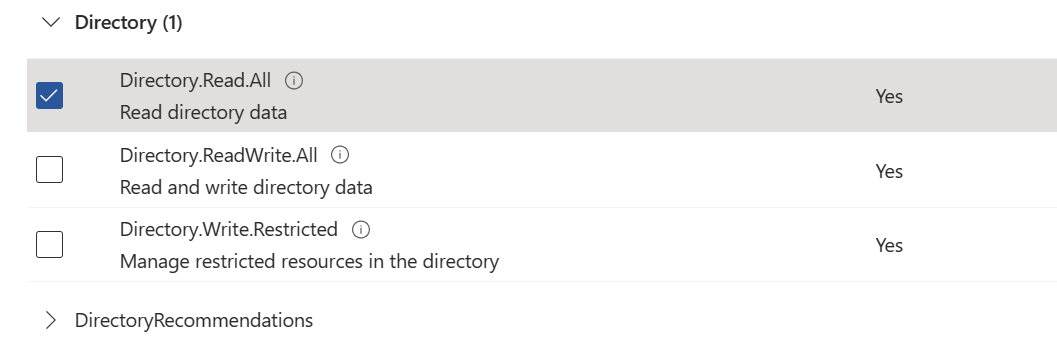 Directory (1)
Directory.Read.All
Read directory data
Yes
Directory.ReadWrite.All
Read and write directory data
Yes
Directory.Write.Restricted
Manage restricted resources in the directory
Yes
DirectoryRecommendations